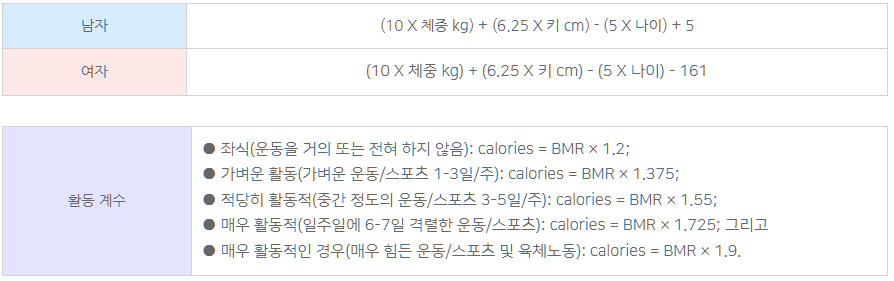 남자 (10 X 체중 kg) + (6.25 X 키 cm) - (5 X 나이) + 5
여자 (10 X 체중 kg) + (6.25 X 키 cm) - (5 X 나이) - 161
활동 계수
● 좌식(운동을 거의 또는 전혀 하지 않음): calories = BMR × 1.2;
● 가벼운 활동(가벼운 운동/스포츠 1-3일/주): calories = BMR × 1.375;
● 적당히 활동적(중간 정도의 운동/스포츠 3-5일/주): calories = BMR × 1.55;
● 매우 활동적(일주일에 6-7일 격렬한 운동/스포츠): calories = BMR × 1.725; 그리고
● 매우 활동적인 경우(매우 힘든 운동/스포츠 및 육체노동): calories = BMR × 1.9.